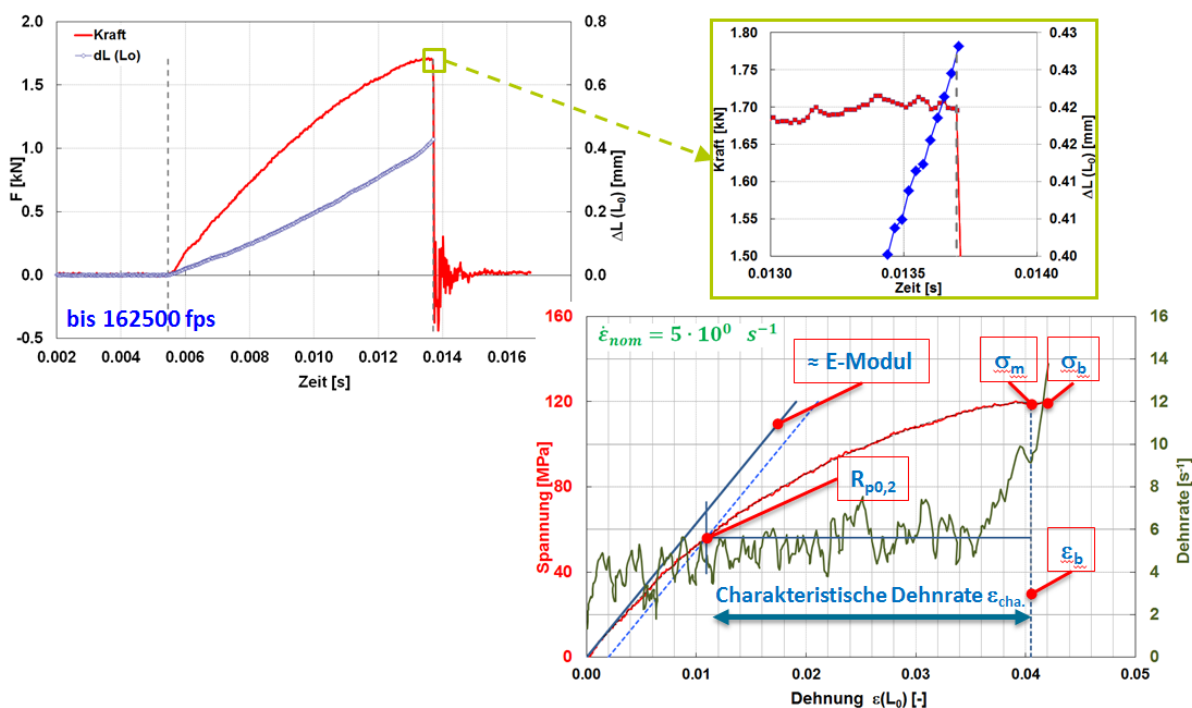 2.0
1.5
1.0
0.5
0.0
-0.5
F [kN]
Kraft
dL (Lo)
0.8
0.6
0.4
0.2
0.0
ΔL (L₀) [mm]
bis 162500 fps
0.002 0.004 0.006 0.008 0.010 0.012 0.014 0.016
Zeit [s]
1.80
1.75
1.70
1.65
1.60
1.55
1.50
Kraft [kN]
0.43
0.43
0.42
0.42
0.41
0.41
0.40
ΔL (L₀) [mm]
0.0130 0.0135 0.0140
Zeit [s]
160
120
80
40
0
Spannung [MPa]
ε̇nom = 5 · 10⁰ s⁻¹
≈ E-Modul
σm
σb
Rp0,2
εb
Charakteristische Dehnrate εcha.
16
14
12
10
8
6
4
2
0
Dehnrate [s⁻¹]
0.00 0.01 0.02 0.03 0.04 0.05
Dehnung ε(L₀) [-]